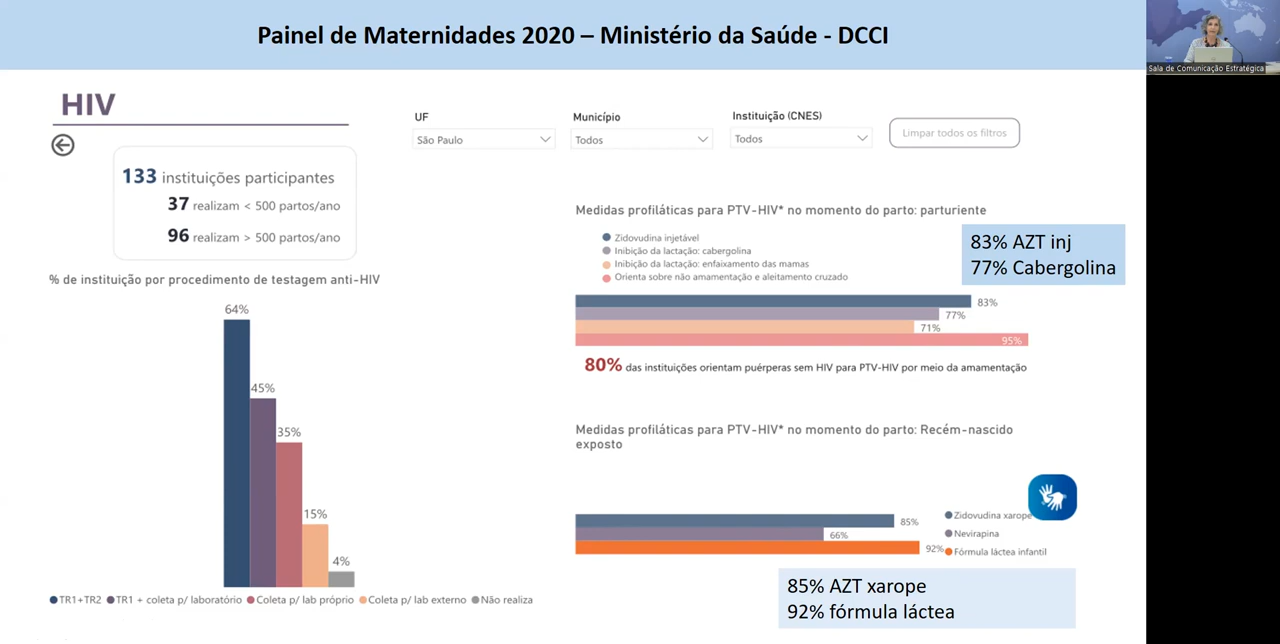 Painel de Maternidades 2020 – Ministério da Saúde - DCCI
Sala de Comunicação Estratégica
HIV
UF
São Paulo
Município
Todos
Instituição (CNES)
Todos
Limpar todos os filtros
133 instituições participantes
37 realizam < 500 partos/ano
96 realizam > 500 partos/ano
% de instituição por procedimento de testagem anti-HIV
64%
45%
35%
15%
4%
TR1+TR2
TR1 + coleta p/ laboratório
Coleta p/ lab próprio
Coleta p/ lab externo
Não realiza
Medidas profiláticas para PTV-HIV* no momento do parto: parturiente
Zidovudina injetável
Inibição da lactação: cabergolina
Inibição da lactação: enfaixamento das mamas
Orienta sobre não amamentação e aleitamento cruzado
83% AZT inj
77% Cabergolina
83%
77%
71%
95%
80% das instituições orientam puérperas sem HIV para PTV-HIV por meio da amamentação
Medidas profiláticas para PTV-HIV* no momento do parto: Recém-nascido
exposto
85%
66%
92%
Zidovudina xarope
Nevirapina
Fórmula láctea infantil
85% AZT xarope
92% fórmula láctea